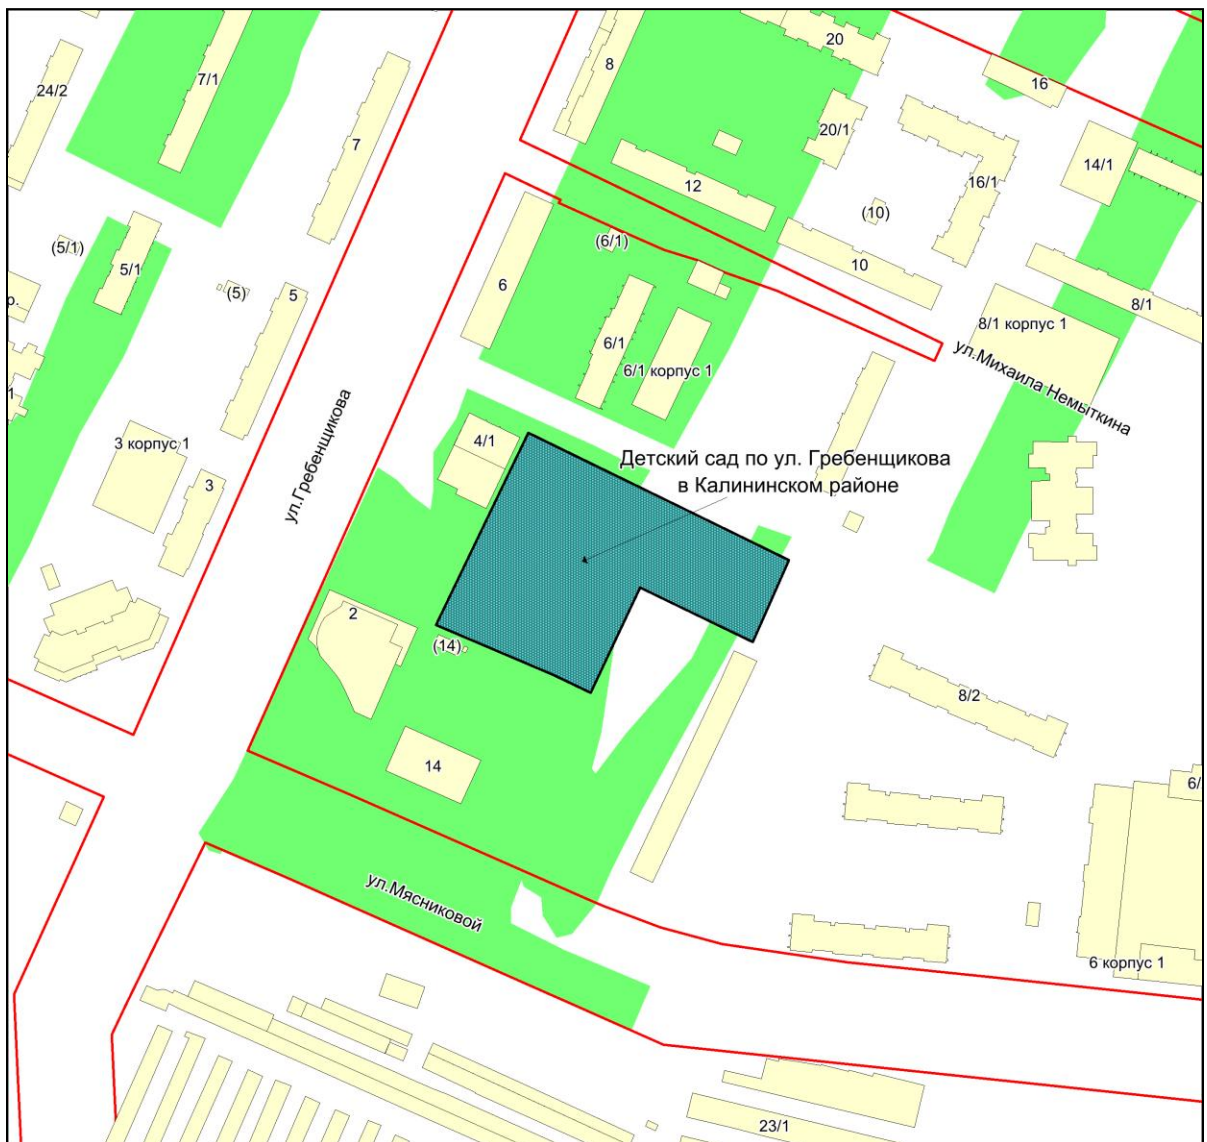 20
8
16
24/2
7/1
7
20/1
14/1
12
16/1
(10)
(6/1)
(5/1)
5/1
10
6
(5)
5
р.
8/1
8/1 корпус 1
6/1
6/1 корпус 1
ул.Михаила Немыткина
1
ул.Гребенщикова
3 корпус 1
4/1
Детский сад по ул. Гребенщикова
в Калининском районе
3
2
(14)
8/2
14
6/
ул.Мясниковой
6 корпус 1
23/1